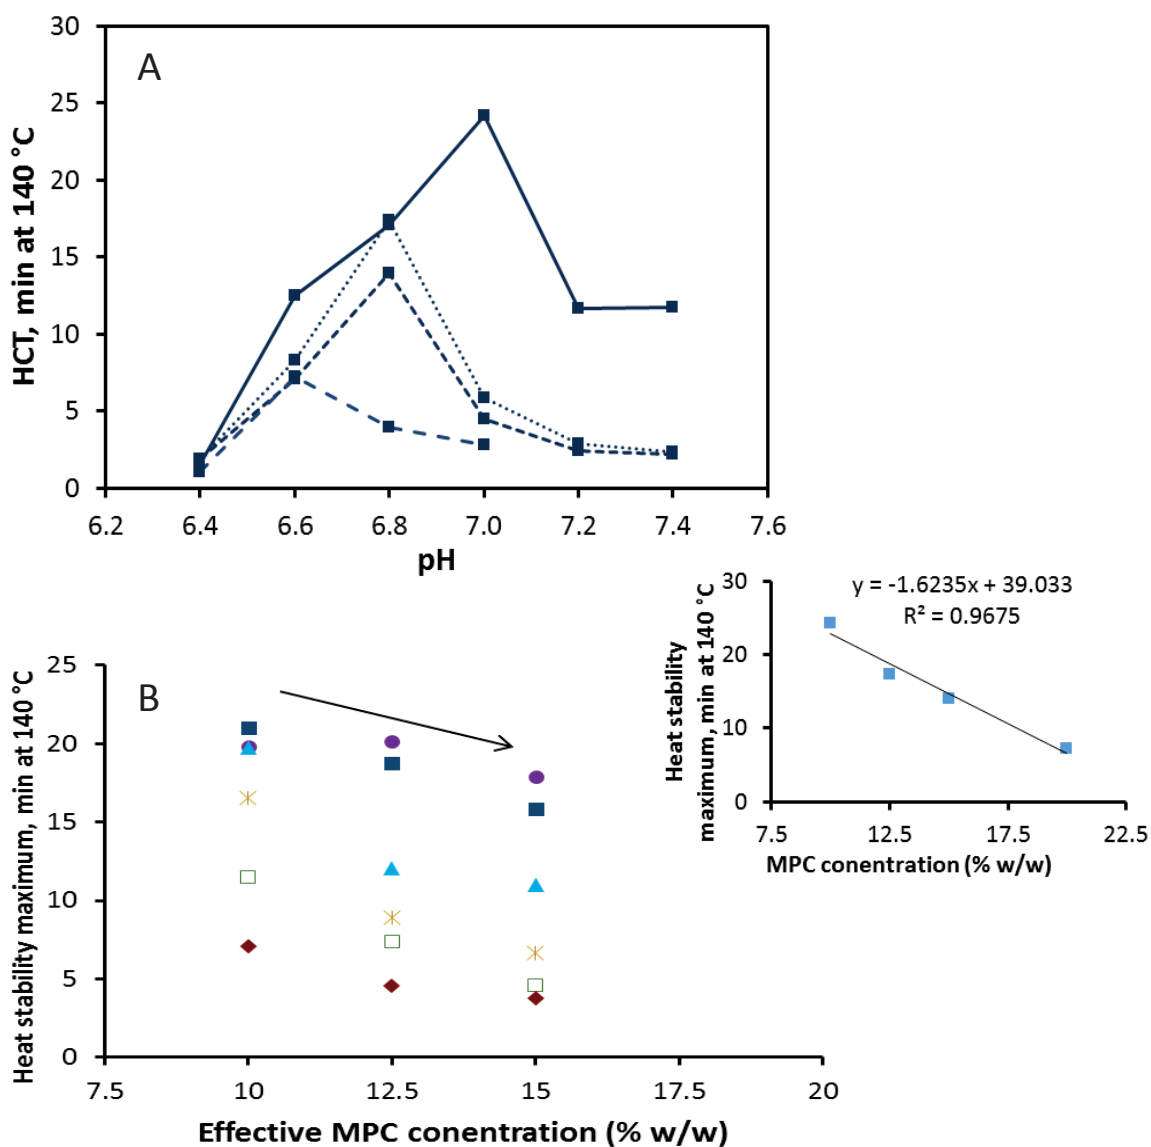 A
HCT, min at 140 °C
30
25
20
15
10
5
0
6.2 6.4 6.6 6.8 7.0 7.2 7.4 7.6
pH
y = -1.6235x + 39.033
R² = 0.9675
Heat stability
maximum, min at 140 °C
30
20
10
0
7.5 12.5 17.5 22.5
MPC conentration (% w/w)
B
Heat stability maximum, min at 140 °C
25
20
15
10
5
0
7.5 10 12.5 15 17.5 20
Effective MPC conentration (% w/w)